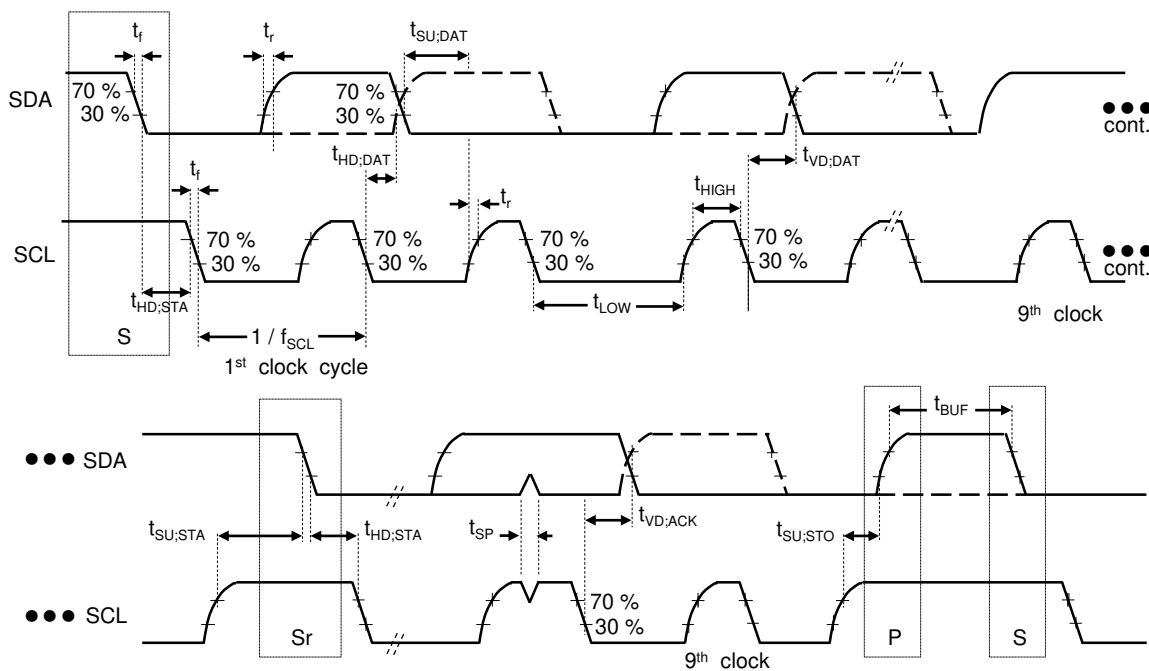 t_f t_r t_SU;DAT
SDA 70 % 70 %
30 % 30 % cont.
t_HD;DAT t_VD;DAT
t_f t_r t_HIGH
SCL 70 % 70 % 70 % 70 %
30 % 30 % 30 % 30 % cont.
t_HD;STA t_LOW 9th clock
S 1 / f_SCL
1st clock cycle
t_BUF
SDA
t_SU;STA t_HD;STA t_SP t_VD;ACK t_SU;STO
SCL 70 %
30 %
Sr 9th clock P S